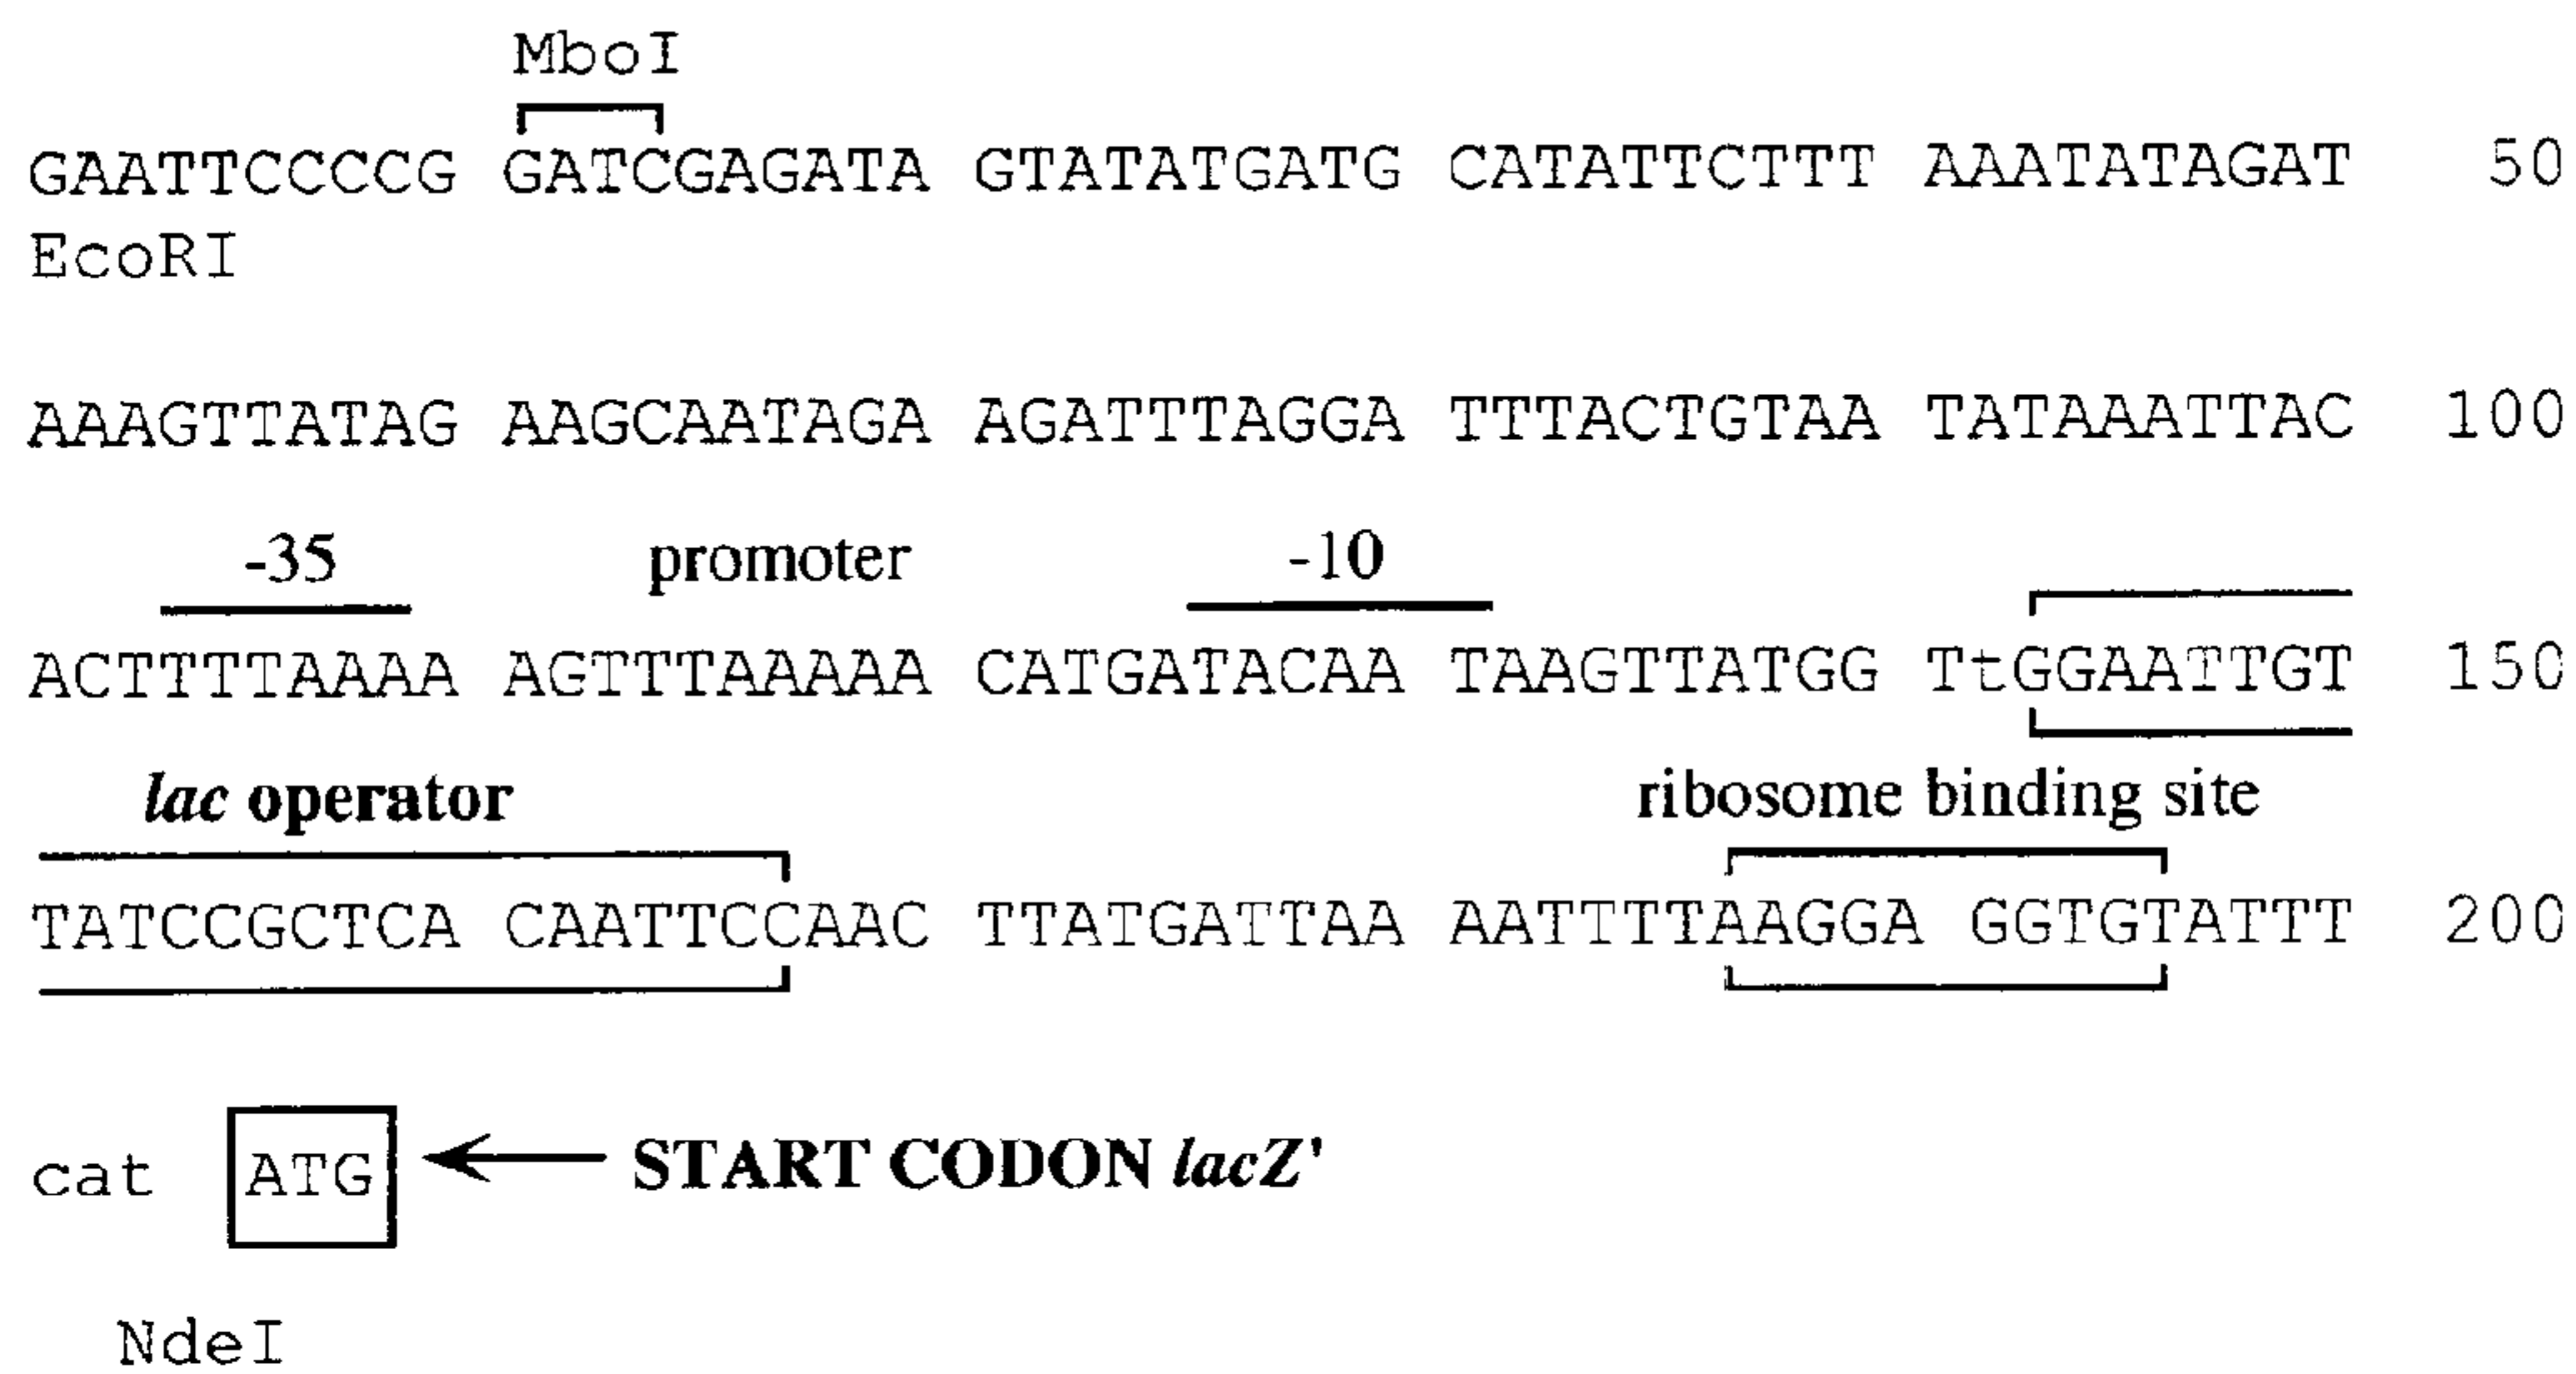 MboI
GAATTCCCCG GATCGAGATA GTATATGATG CATATTCTTT AAATATAGAT 50
EcoRI
AAAGTTATAG AAGCAATAGA AGATTTAGGA TTTACTGTAA TATAAATTAC 100
-35 promoter -10
ACTTTTAAAA AGTTTAAAAA CATGATACAA TAAGTTATGG TtGGAATTGT 150
lac operator ribosome binding site
TATCCGCTCA CAATTCCAAC TTATGATTAA AATTTTAAGGA GGTGTATTT 200
cat ATG START CODON lacZ'
NdeI